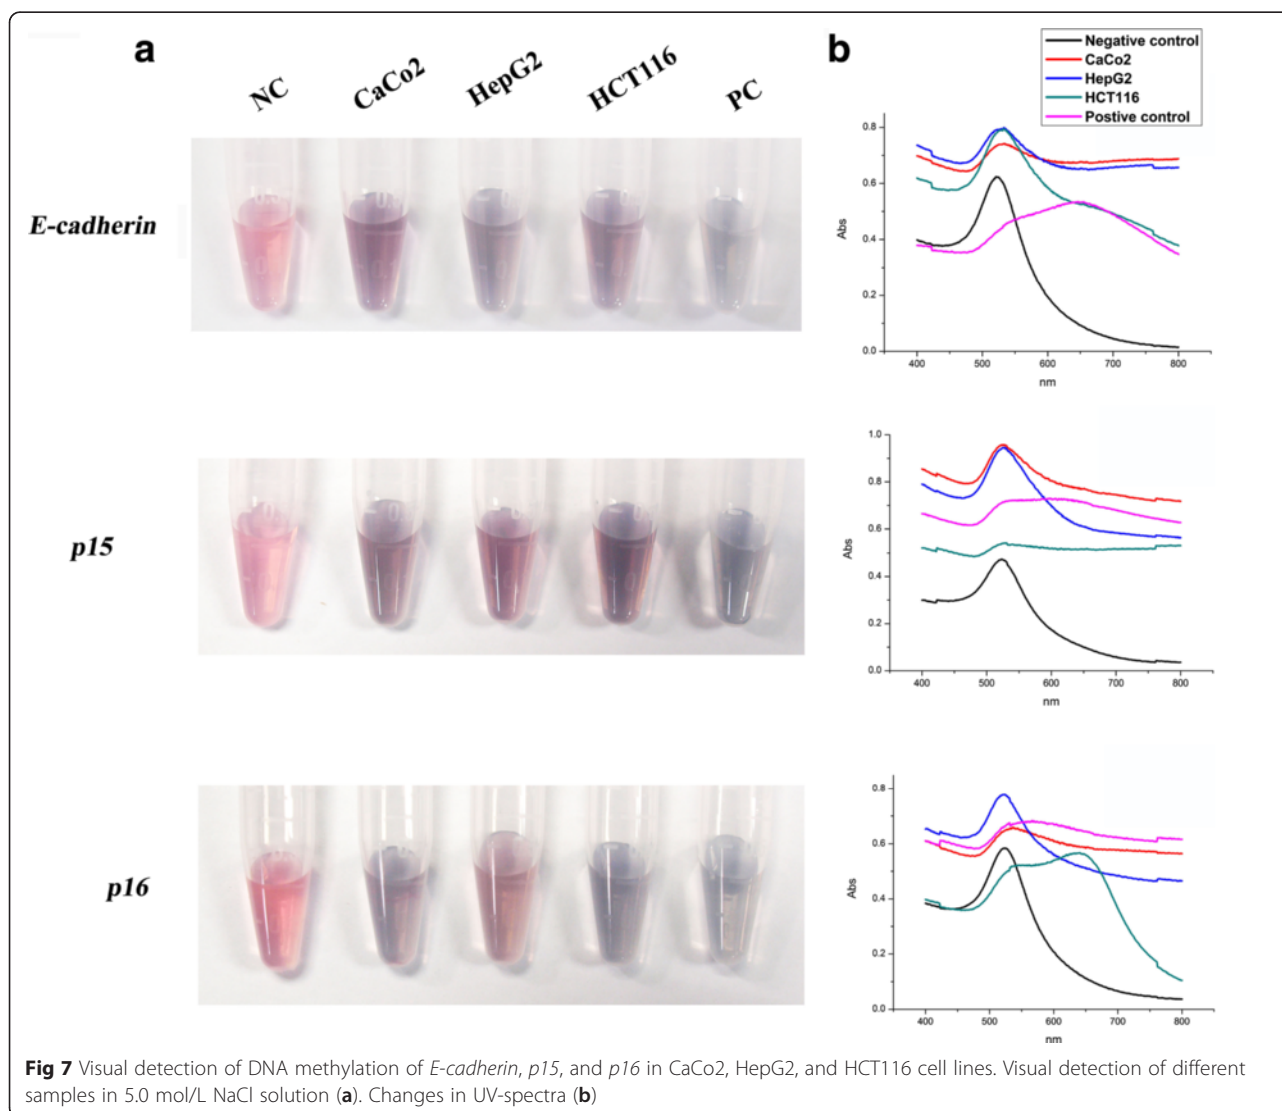 a
NC CaCo2 HepG2 HCT116 PC
E-cadherin
p15
p16
b
Negative control
CaCo2
HepG2
HCT116
Postive control
0.8
0.6
0.4
0.2
0.0
Abs
400 500 600 700 800
nm
1.0
0.8
0.6
0.4
0.2
0.0
Abs
400 500 600 700 800
nm
0.8
0.6
0.4
0.2
0.0
Abs
400 500 600 700 800
nm
Fig 7 Visual detection of DNA methylation of E-cadherin, p15, and p16 in CaCo2, HepG2, and HCT116 cell lines. Visual detection of different
samples in 5.0 mol/L NaCl solution (a). Changes in UV-spectra (b)